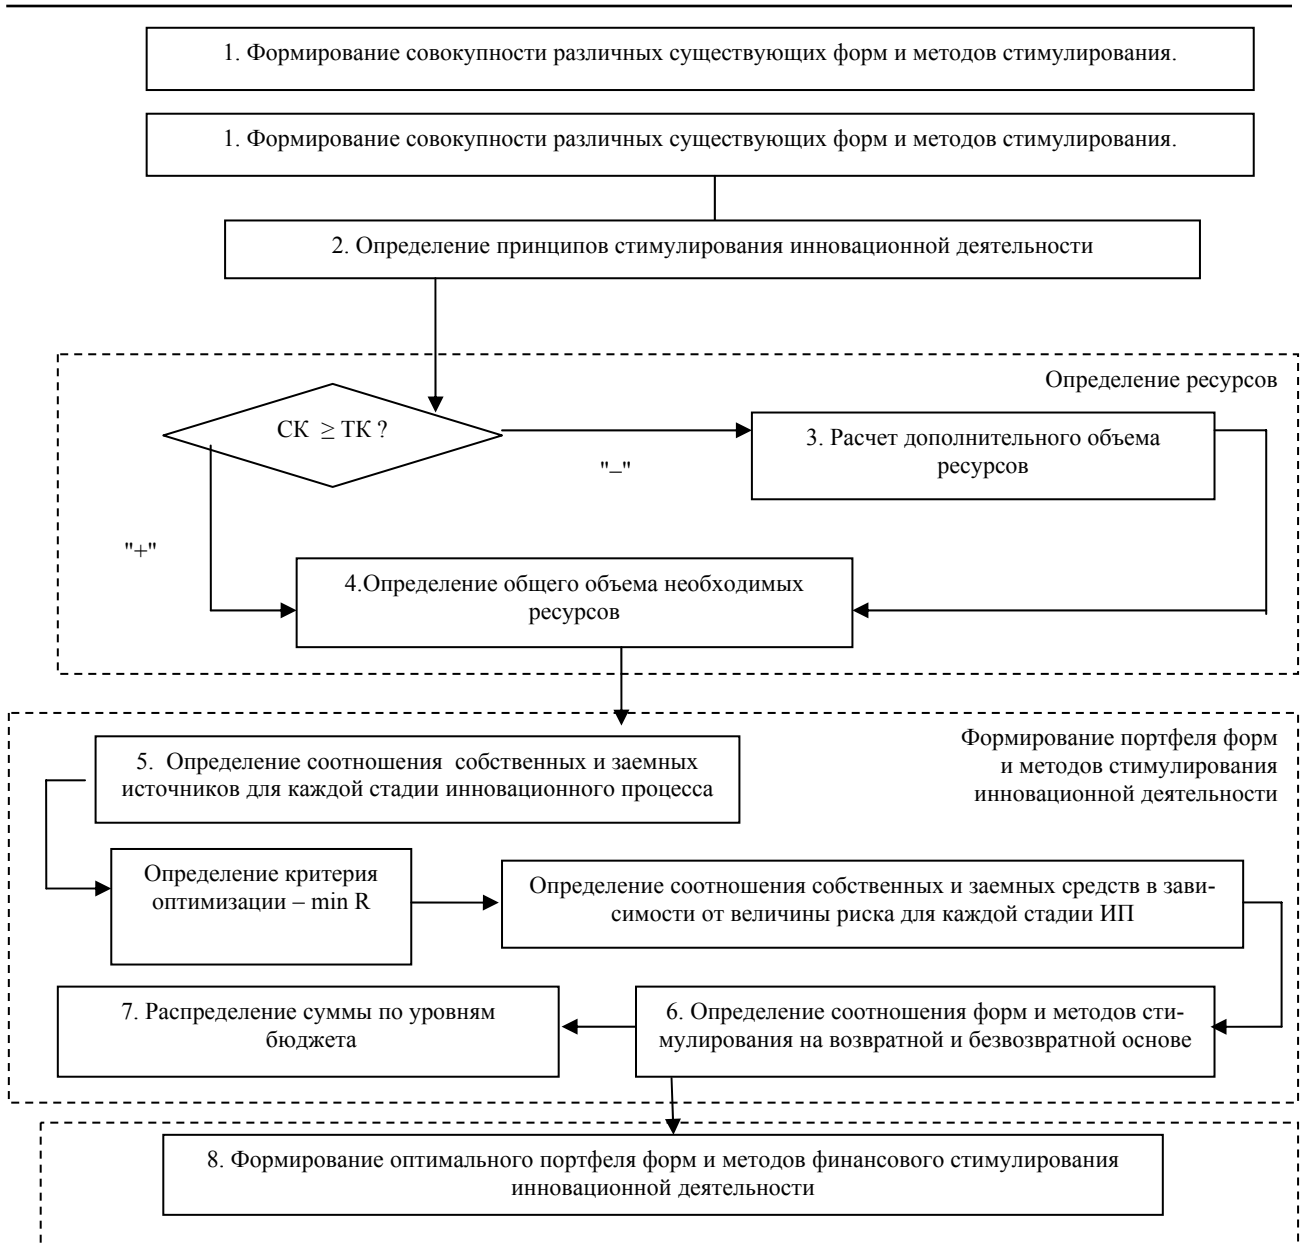 1. Формирование совокупности различных существующих форм и методов стимулирования.
1. Формирование совокупности различных существующих форм и методов стимулирования.
2. Определение принципов стимулирования инновационной деятельности
Определение ресурсов
СК ≥ ТК ?
3. Расчет дополнительного объема
ресурсов
"–"
"+"
4.Определение общего объема необходимых
ресурсов
Формирование портфеля форм
и методов стимулирования
инновационной деятельности
5. Определение соотношения собственных и заемных
источников для каждой стадии инновационного процесса
Определение критерия
оптимизации – min R
Определение соотношения собственных и заемных средств в зави-
симости от величины риска для каждой стадии ИП
7. Распределение суммы по уровням
бюджета
6. Определение соотношения форм и методов сти-
мулирования на возвратной и безвозвратной основе
8. Формирование оптимального портфеля форм и методов финансового стимулирования
инновационной деятельности